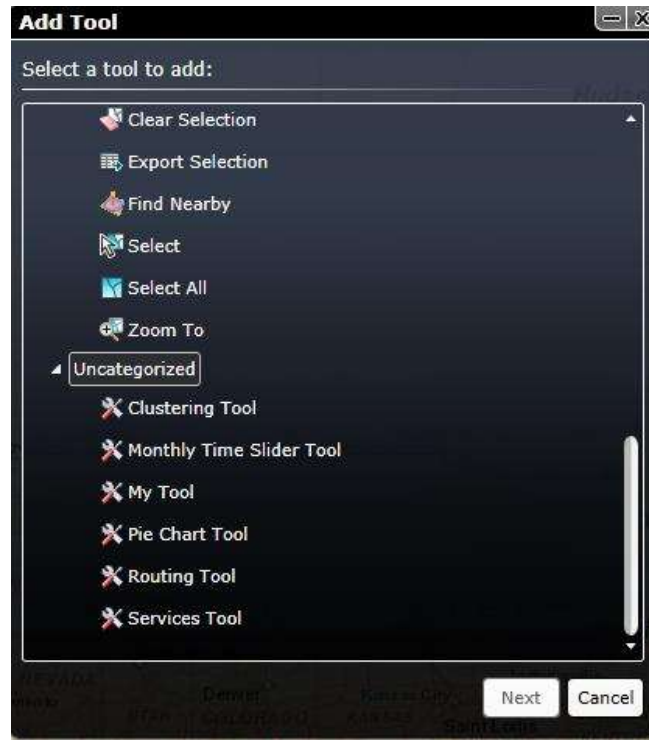 Add Tool
Select a tool to add:
Clear Selection
Export Selection
Find Nearby
Select
Select All
Zoom To
Uncategorized
Clustering Tool
Monthly Time Slider Tool
My Tool
Pie Chart Tool
Routing Tool
Services Tool
NEVADA
Denver
Kansas City
UTAH
COLORADO
KANSAS
Saint Louis
Next
Cancel